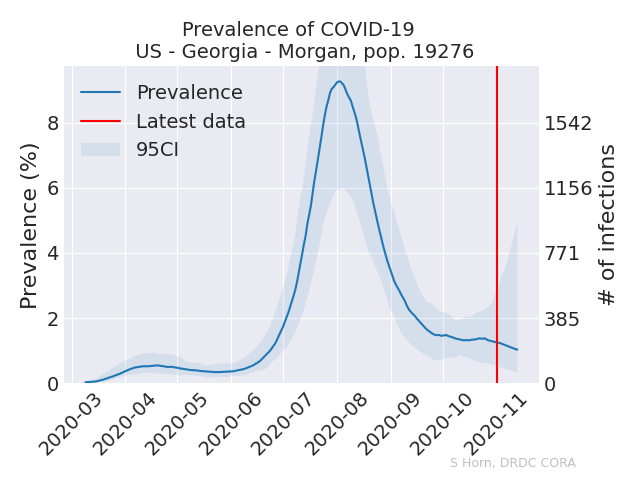 Prevalence of COVID-19
US - Georgia - Morgan, pop. 19276
Prevalence
Latest data
95CI
Prevalence (%)
8
6
4
2
0
1542
1156
771
385
0
# of infections
2020-03
2020-04
2020-05
2020-06
2020-07
2020-08
2020-09
2020-10
2020-11
S Horn, DRDC CORA